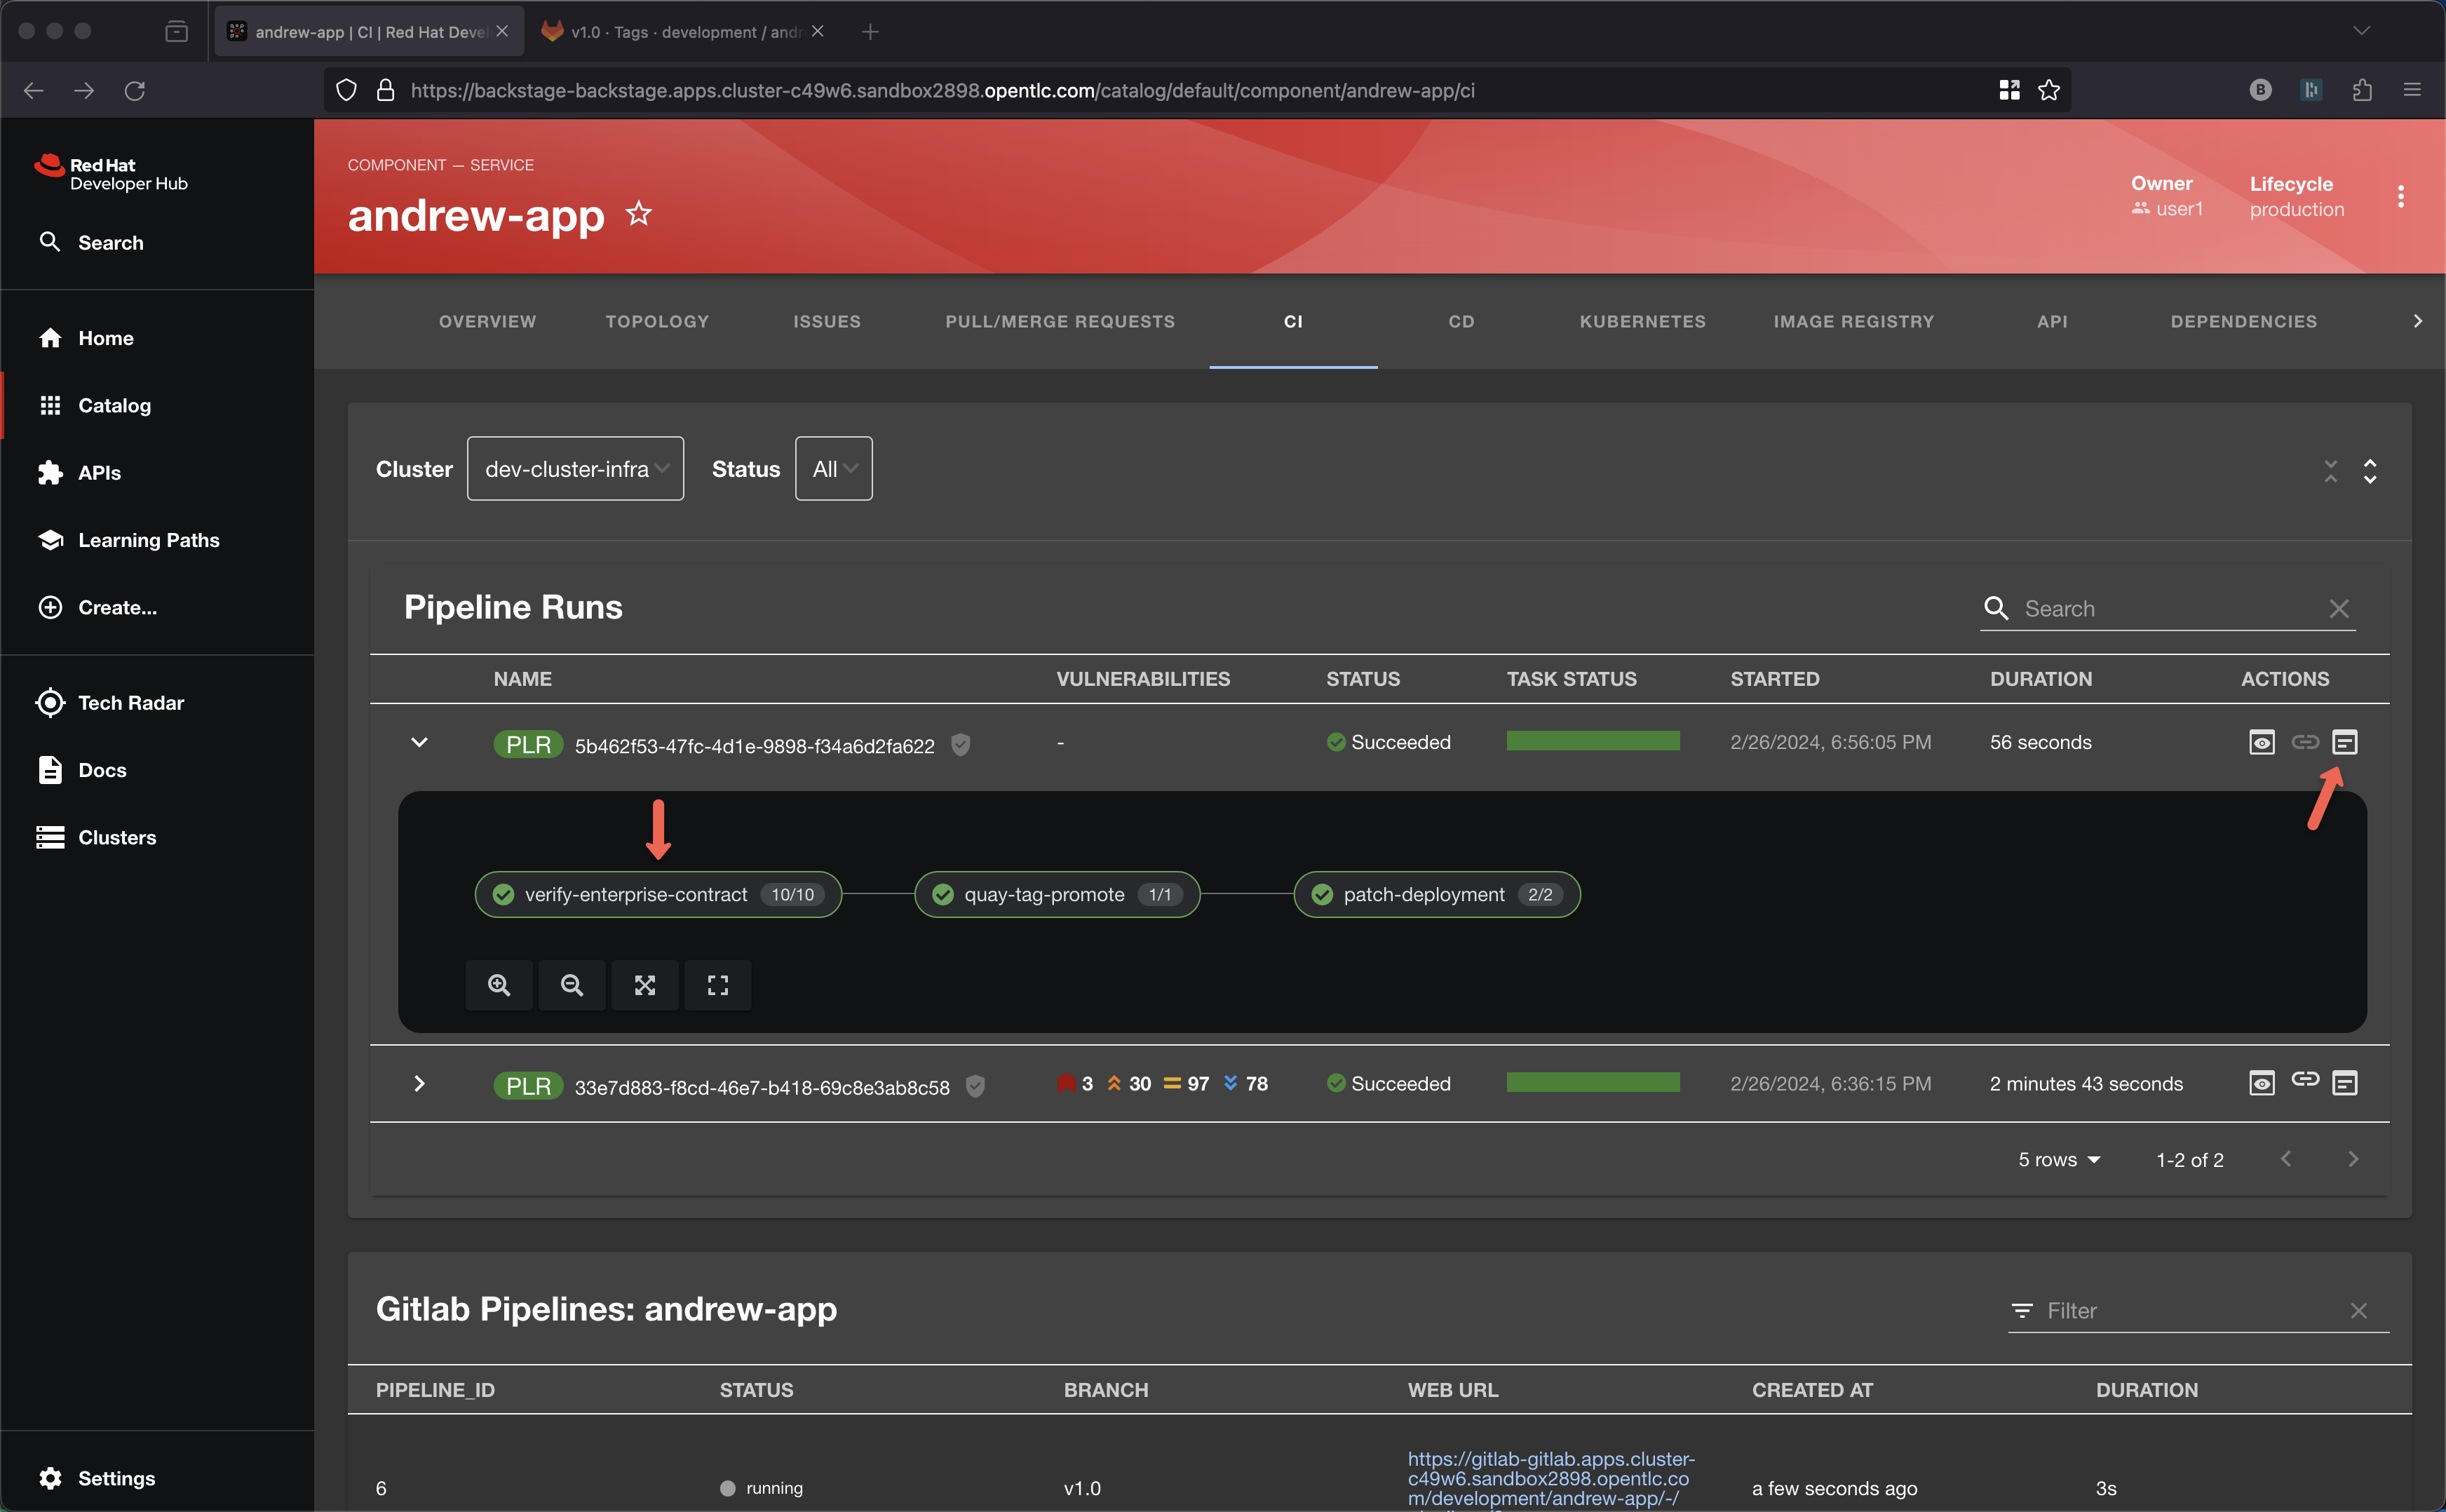 andrew-app | CI | Red Hat Devel
v1.0 · Tags · development / andr
https://backstage-backstage.apps.cluster-c49w6.sandbox2898.opentlc.com/catalog/default/component/andrew-app/ci
B
Red Hat
Developer Hub
Search
Home
Catalog
APIs
Learning Paths
Create...
Tech Radar
Docs
Clusters
Settings
COMPONENT — SERVICE
andrew-app
Owner
user1
Lifecycle
production
OVERVIEW TOPOLOGY ISSUES PULL/MERGE REQUESTS CI CD KUBERNETES IMAGE REGISTRY API DEPENDENCIES
Cluster dev-cluster-infra Status All
Pipeline Runs
Search
NAME VULNERABILITIES STATUS TASK STATUS STARTED DURATION ACTIONS
PLR 5b462f53-47fc-4d1e-9898-f34a6d2fa622 - Succeeded 2/26/2024, 6:56:05 PM 56 seconds
verify-enterprise-contract 10/10 quay-tag-promote 1/1 patch-deployment 2/2
PLR 33e7d883-f8cd-46e7-b418-69c8e3ab8c58 3 30 97 78 Succeeded 2/26/2024, 6:36:15 PM 2 minutes 43 seconds
5 rows 1-2 of 2
Gitlab Pipelines: andrew-app
Filter
PIPELINE_ID STATUS BRANCH WEB URL CREATED AT DURATION
6 running v1.0
https://gitlab-gitlab.apps.cluster-
c49w6.sandbox2898.opentlc.co
m/development/andrew-app/-/
a few seconds ago 3s